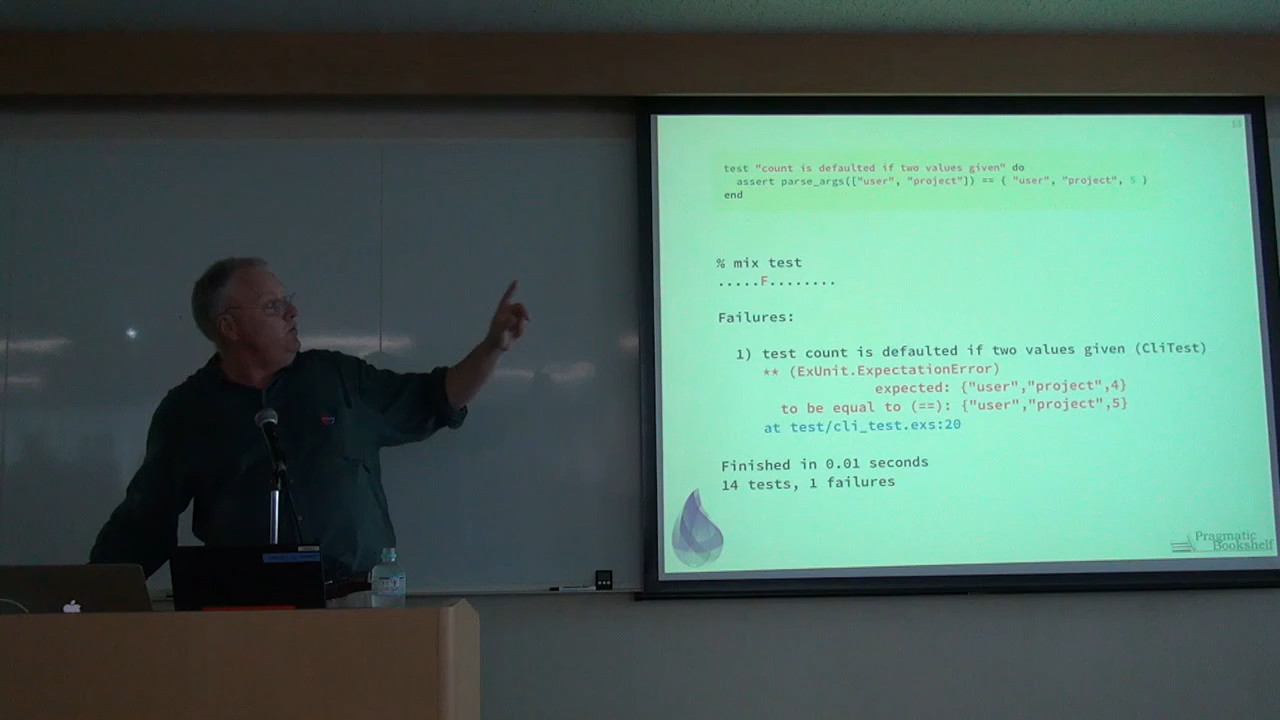 13
test "count is defaulted if two values given" do
assert parse_args(["user", "project"]) == { "user", "project", 5 }
end
% mix test
.....F........
Failures:
1) test count is defaulted if two values given (CliTest)
** (ExUnit.ExpectationError)
expected: {"user","project",4}
to be equal to (==): {"user","project",5}
at test/cli_test.exs:20
Finished in 0.01 seconds
14 tests, 1 failures
Pragmatic
Bookshelf